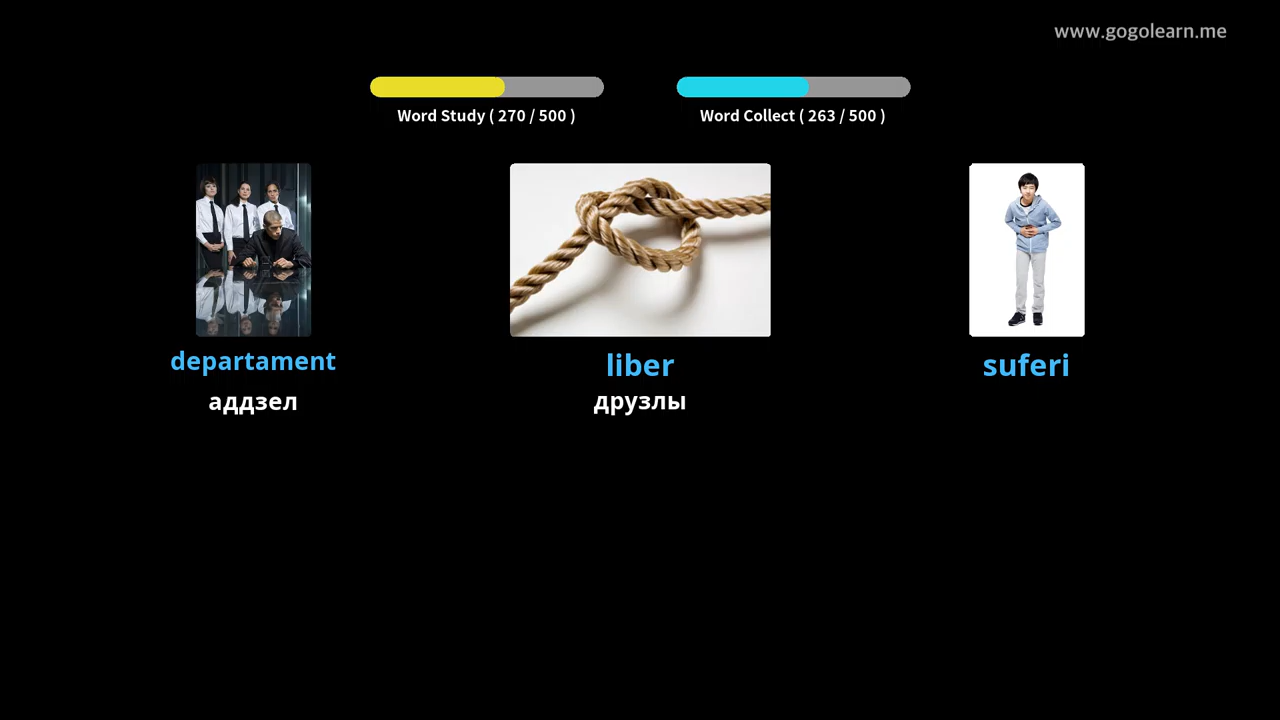 www.gogolearn.me
Word Study ( 270 / 500 )
Word Collect ( 263 / 500 )
departament
liber
suferi
аддзел
друзлы